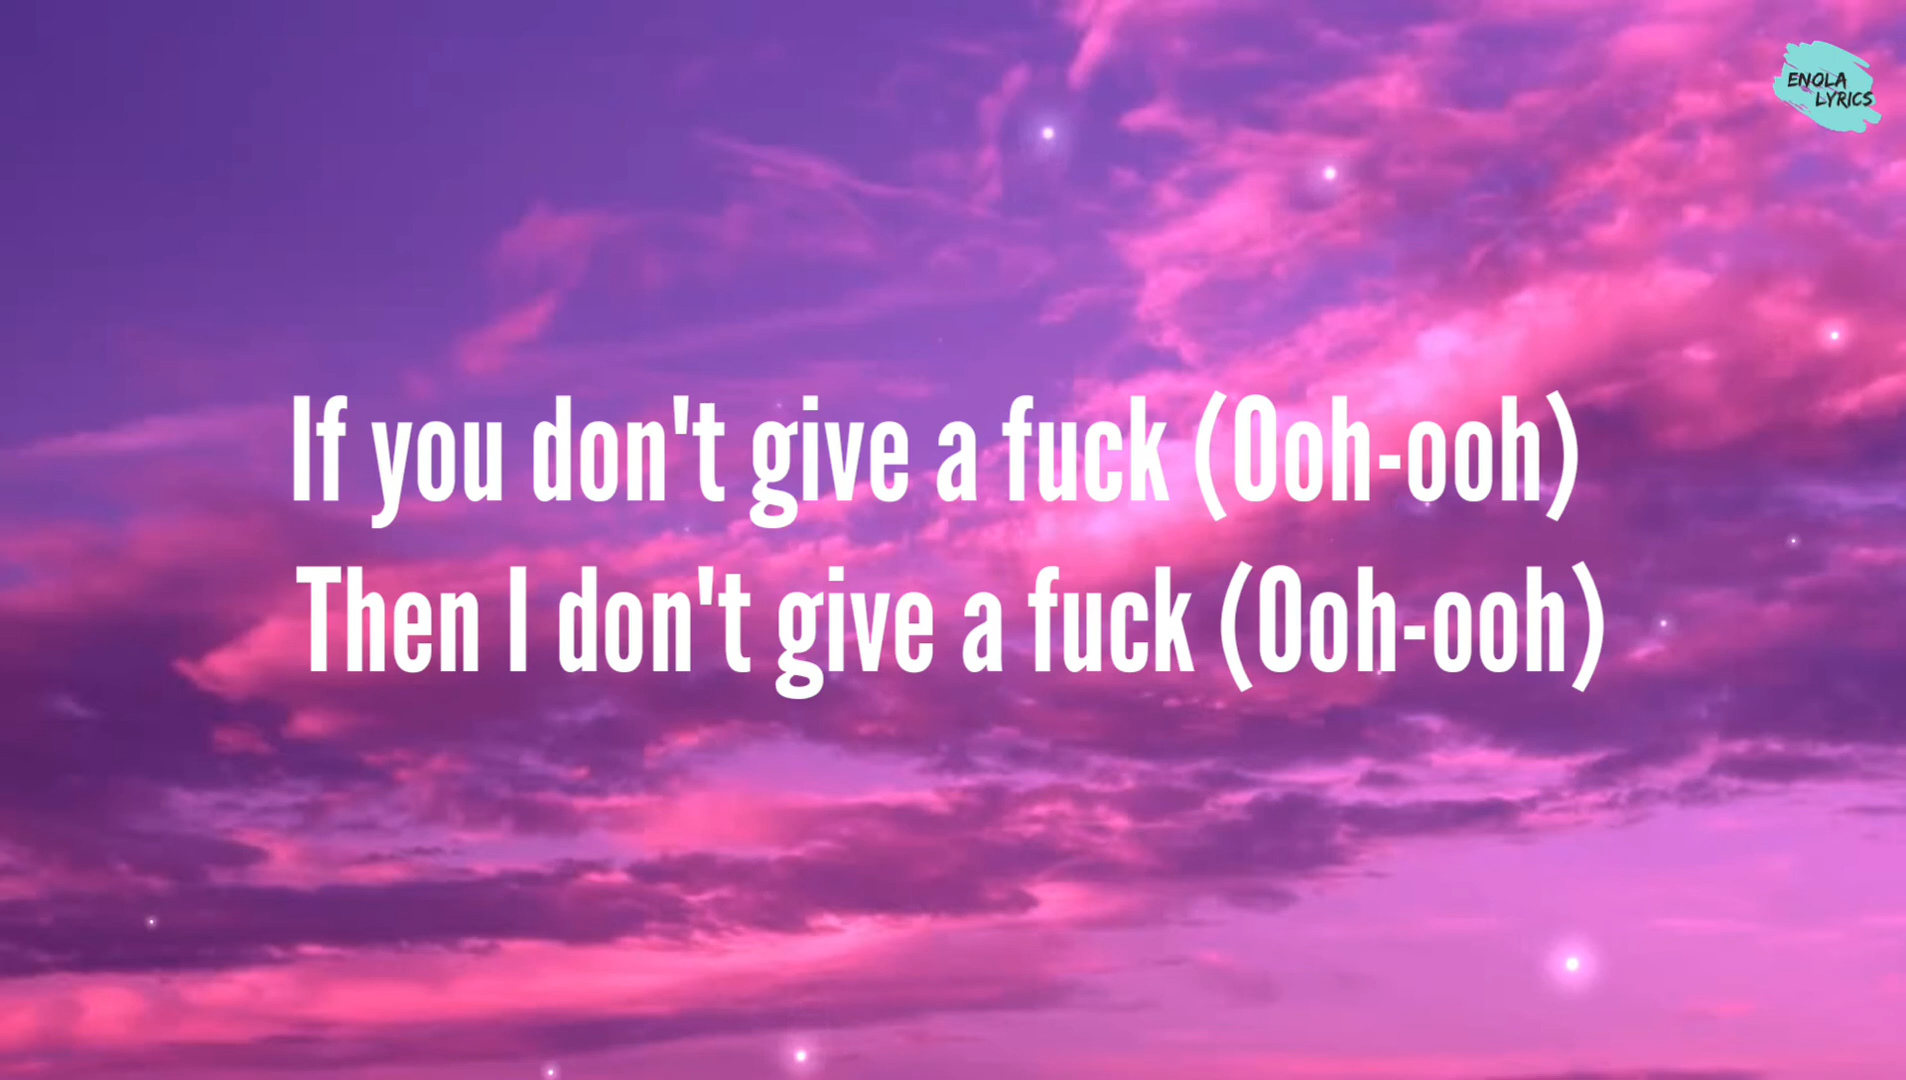 ENOLA
LYRICS
If you don't give a fuck (Ooh-ooh)
Then I don't give a fuck (Ooh-ooh)